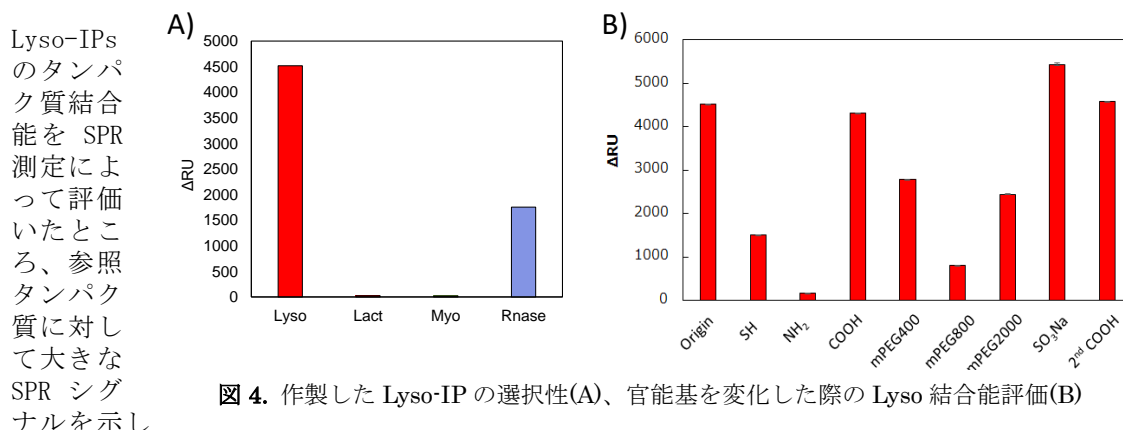 Lyso-IPs
のタンパ
ク質結合
能を SPR
測定によ
って評価
いたとこ
ろ、参照
タンパク
質に対し
て大きな
SPR シグ
ナルを示し
A)
5000
4500
4000
3500
3000
2500
2000
1500
1000
500
0
ΔRU
Lyso
Lact
Myo
Rnase
B)
6000
5000
4000
3000
2000
1000
0
ΔRU
Origin
SH
NH₂
COOH
mPEG400
mPEG800
mPEG2000
SO₃Na
2ⁿᵈ COOH
図 4. 作製した Lyso-IP の選択性(A)、官能基を変化した際の Lyso 結合能評価(B)